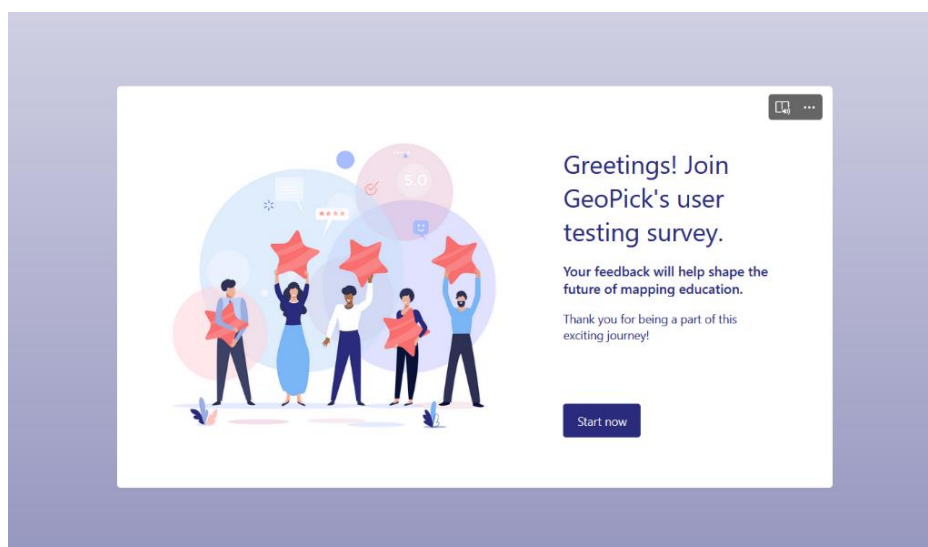 5.0
Greetings! Join
GeoPick's user
testing survey.
Your feedback will help shape the
future of mapping education.
Thank you for being a part of this
exciting journey!
Start now